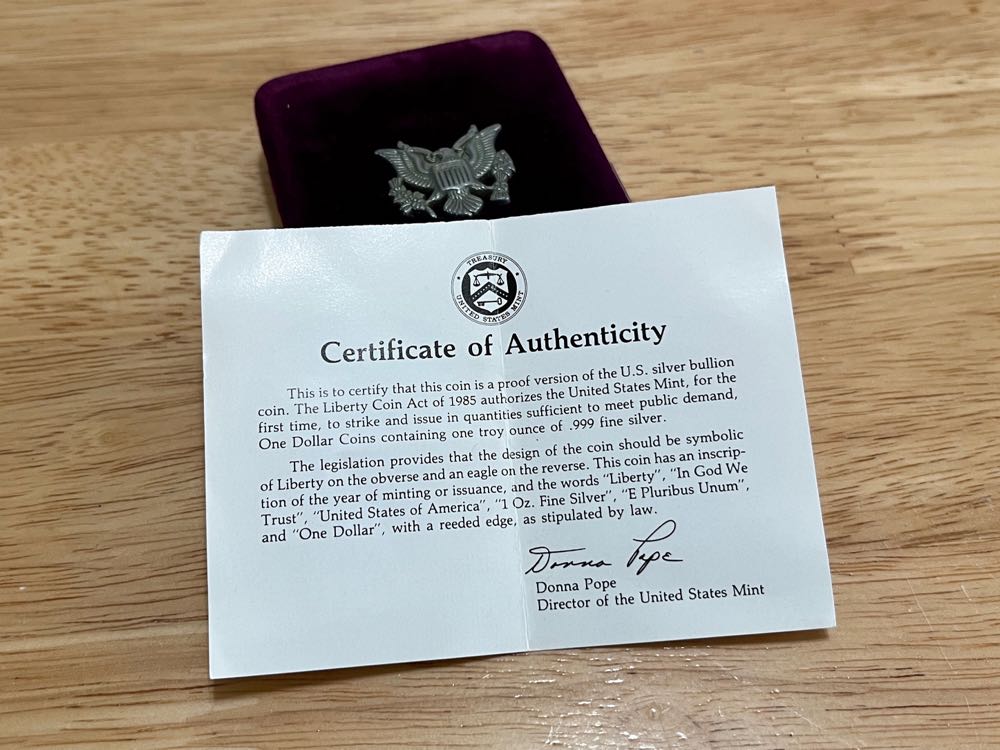 TREASURY
UNITED STATES MINT
Certificate of Authenticity
This is to certify that this coin is a proof version of the U.S. silver bullion
coin. The Liberty Coin Act of 1985 authorizes the United States Mint, for the
first time, to strike and issue in quantities sufficient to meet public demand,
One Dollar Coins containing one troy ounce of .999 fine silver.
The legislation provides that the design of the coin should be symbolic
of Liberty on the obverse and an eagle on the reverse. This coin has an inscrip-
tion of the year of minting or issuance, and the words “Liberty”, “In God We
Trust”, “United States of America”, “1 Oz. Fine Silver”, “E Pluribus Unum”,
and “One Dollar”, with a reeded edge, as stipulated by law.
Donna Pope
Donna Pope
Director of the United States Mint